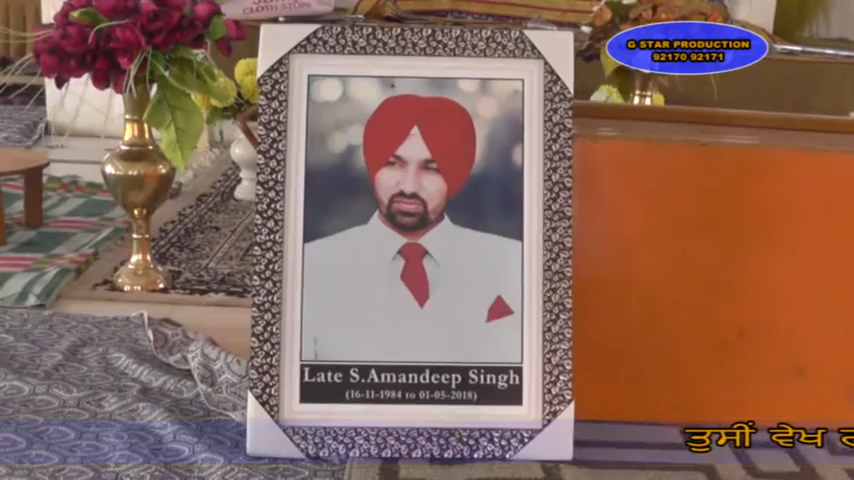 G STAR PRODUCTION
92170 92171
Late S.Amandeep Singh
(16-11-1984 to 01-05-2018)
ਤੁਸੀਂ ਵੇਖ